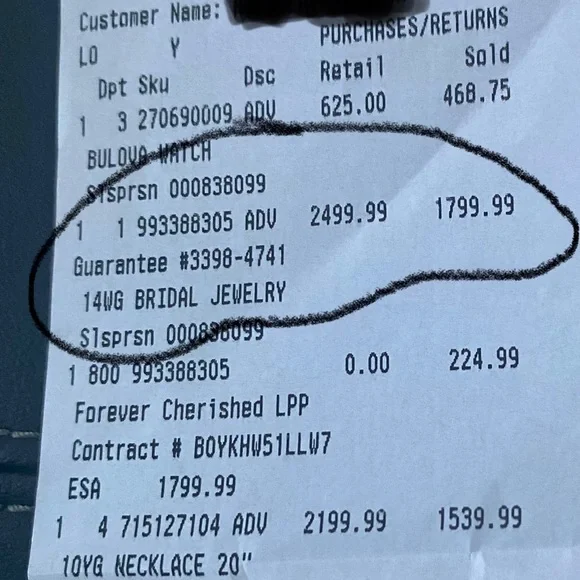 Customer Name:
PURCHASES/RETURNS
LO Y Retail Sold
Dpt Sku Dsc
1 3 270690009 ADV 625.00 468.75
BULOVA WATCH
Slsprsn 000838099
1 1 993388305 ADV 2499.99 1799.99
Guarantee #3398-4741
14WG BRIDAL JEWELRY
Slsprsn 000838099
1 800 993388305 0.00 224.99
Forever Cherished LPP
Contract # BOYKHW51LLW7
ESA 1799.99
1 4 715127104 ADV 2199.99 1539.99
10YG NECKLACE 20"